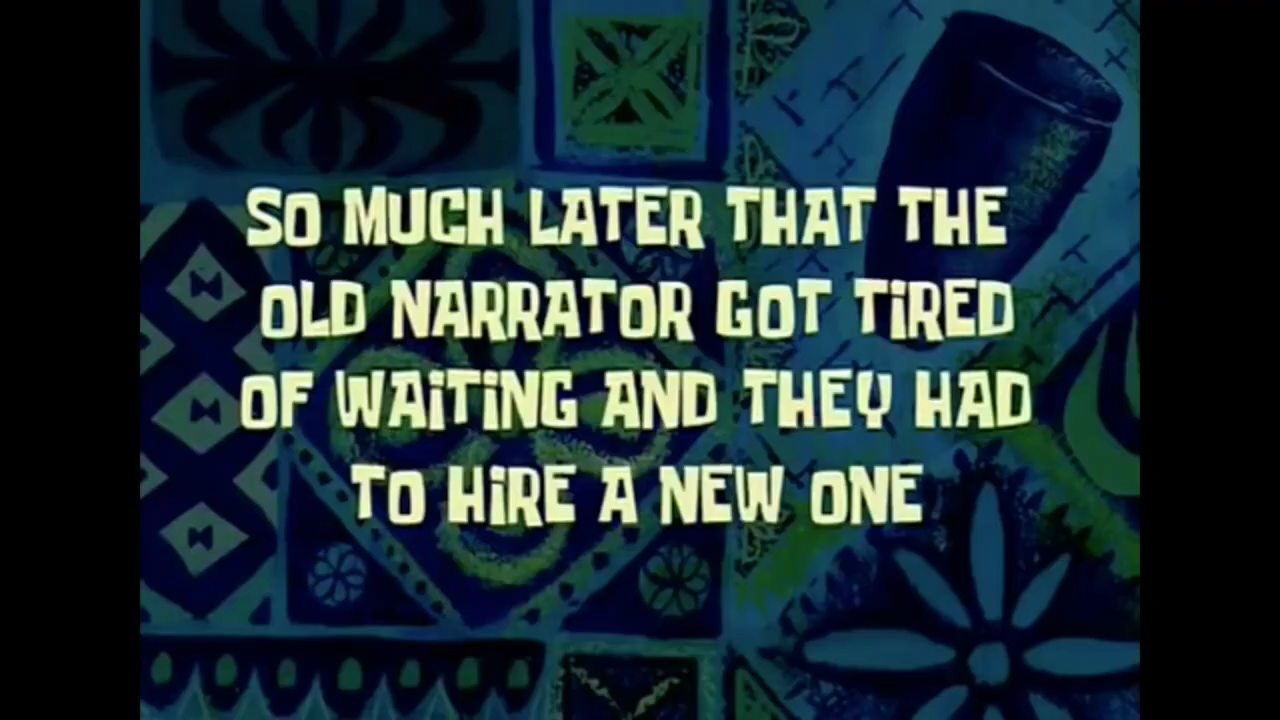 SO MUCH LATER THAT THE
OLD NARRATOR GOT TiRED
OF WAiTiNG AND THEY HAD
TO HiRE A NEW ONE